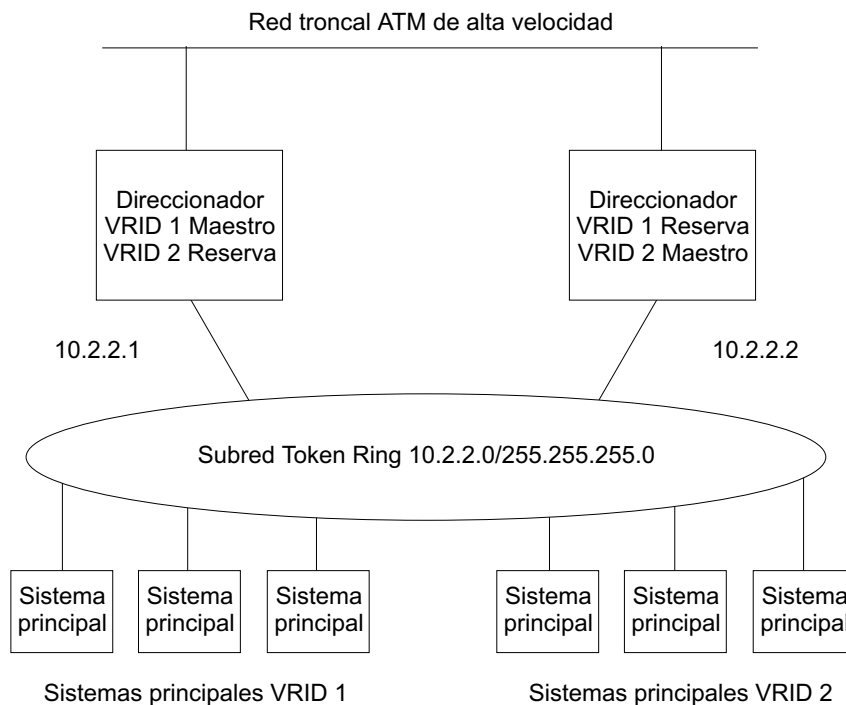 Red troncal ATM de alta velocidad
Direccionador
VRID 1 Maestro
VRID 2 Reserva
Direccionador
VRID 1 Reserva
VRID 2 Maestro
10.2.2.1
10.2.2.2
Subred Token Ring 10.2.2.0/255.255.255.0
Sistema
principal
Sistema
principal
Sistema
principal
Sistema
principal
Sistema
principal
Sistema
principal
Sistemas principales VRID 1
Sistemas principales VRID 2